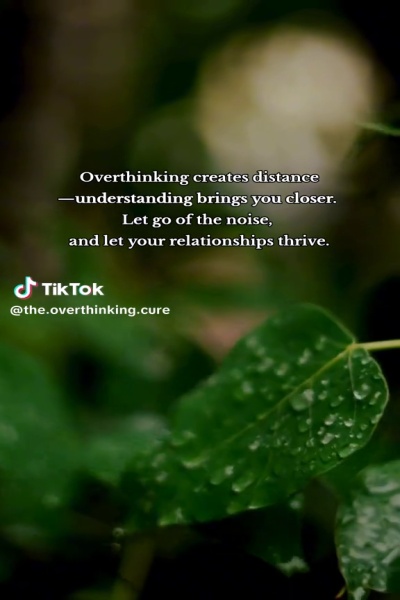 Overthinking creates distance
—understanding brings you closer.
Let go of the noise,
and let your relationships thrive.
TikTok
@the.overthinking.cure